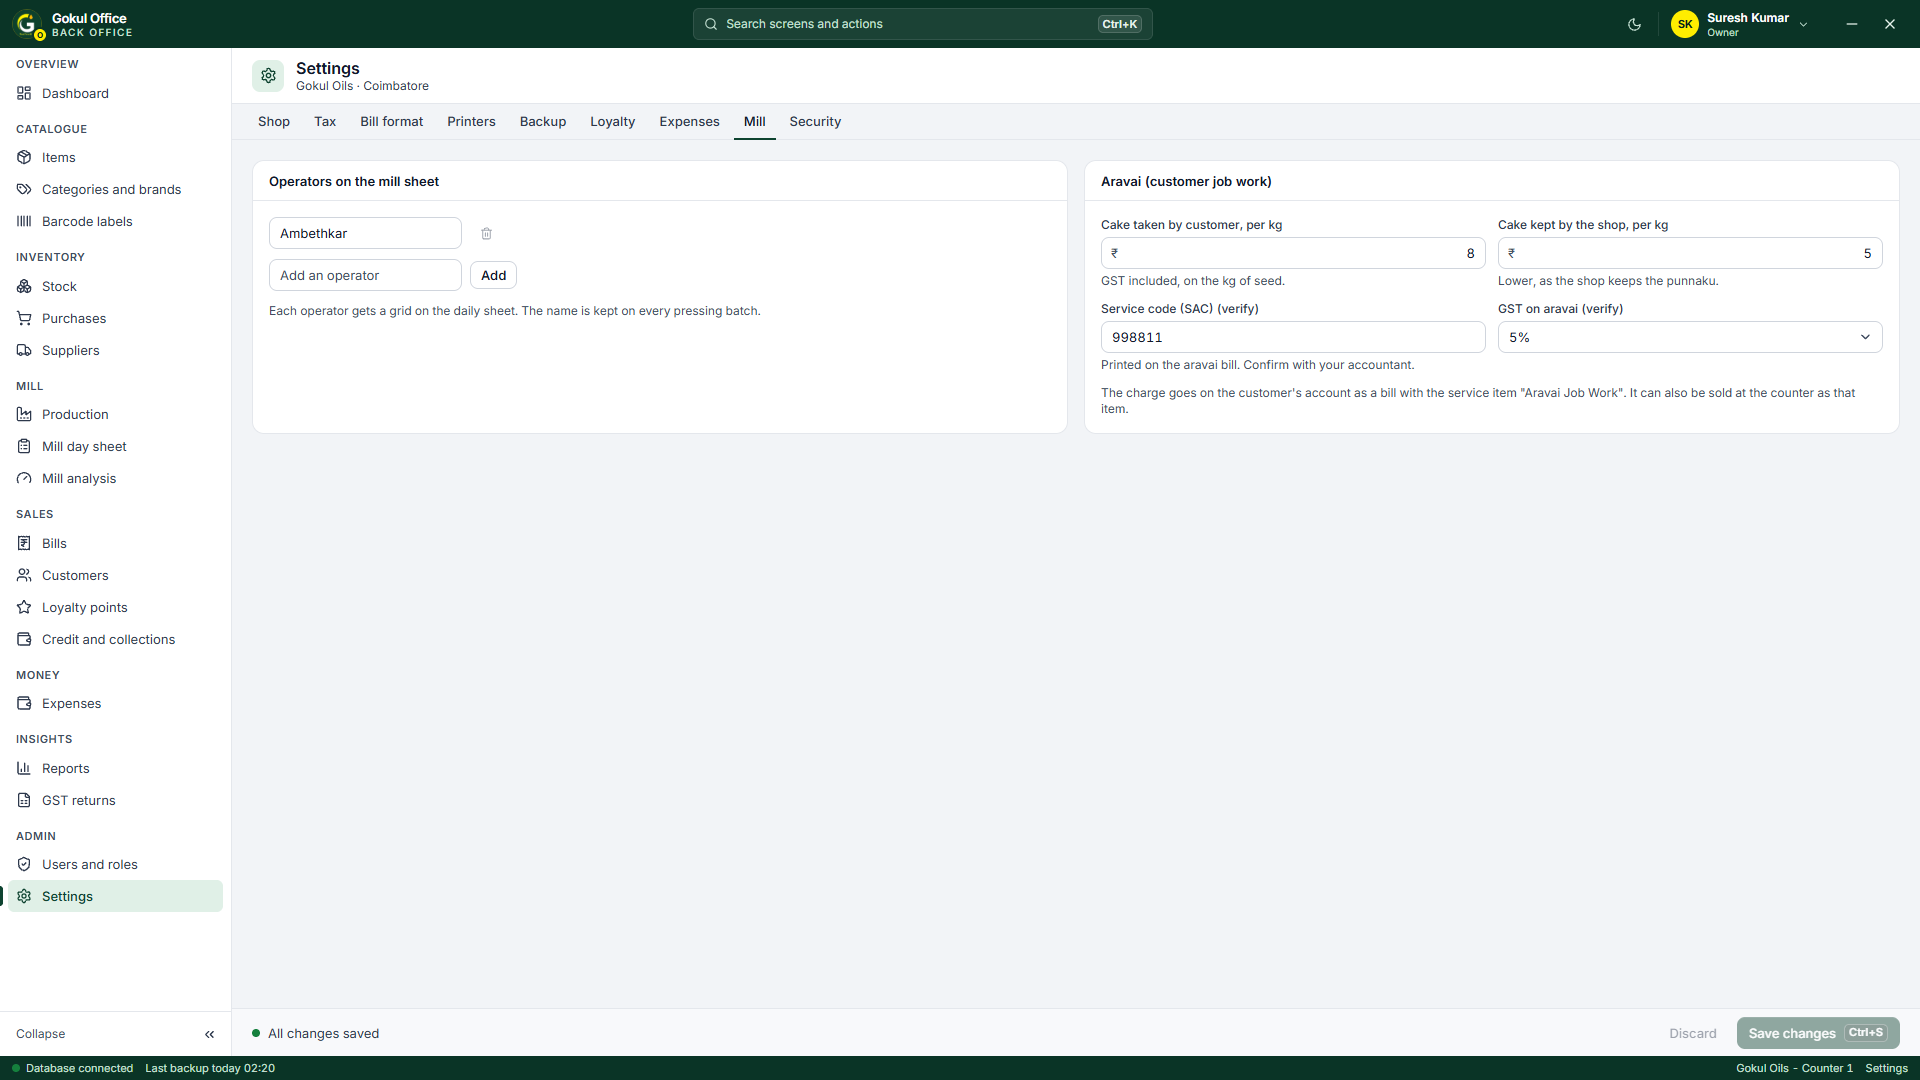 Gokul Office
BACK OFFICE
Search screens and actions
Ctrl+K
SK
Suresh Kumar
Owner
OVERVIEW
Dashboard
CATALOGUE
Items
Categories and brands
Barcode labels
INVENTORY
Stock
Purchases
Suppliers
MILL
Production
Mill day sheet
Mill analysis
SALES
Bills
Customers
Loyalty points
Credit and collections
MONEY
Expenses
INSIGHTS
Reports
GST returns
ADMIN
Users and roles
Settings
Collapse
Settings
Gokul Oils · Coimbatore
Shop Tax Bill format Printers Backup Loyalty Expenses Mill Security
Operators on the mill sheet
Ambethkar
Add an operator
Add
Each operator gets a grid on the daily sheet. The name is kept on every pressing batch.
Aravai (customer job work)
Cake taken by customer, per kg
₹ 8
GST included, on the kg of seed.
Cake kept by the shop, per kg
₹ 5
Lower, as the shop keeps the punnaku.
Service code (SAC) (verify)
998811
Printed on the aravai bill. Confirm with your accountant.
GST on aravai (verify)
5%
The charge goes on the customer's account as a bill with the service item "Aravai Job Work". It can also be sold at the counter as that
item.
All changes saved
Discard
Save changes Ctrl+S
Database connected
Last backup today 02:20
Gokul Oils - Counter 1
Settings